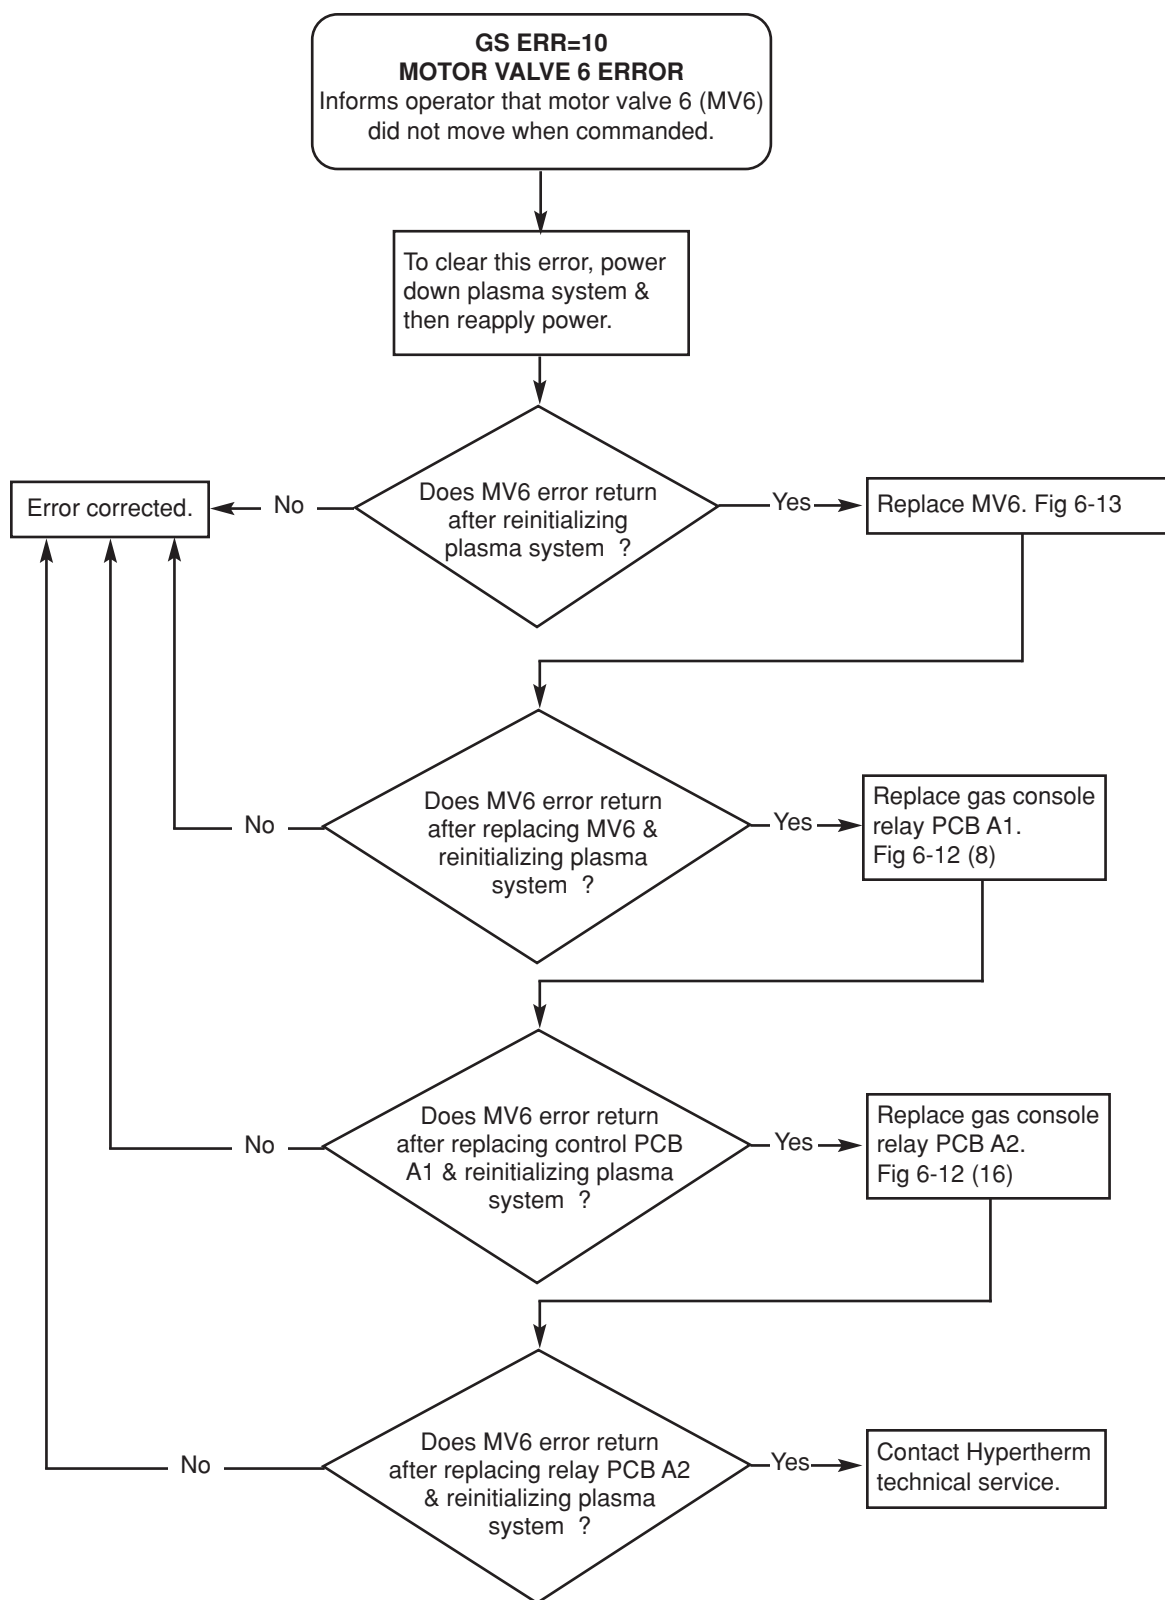 GS ERR=10
MOTOR VALVE 6 ERROR
Informs operator that motor valve 6 (MV6)
did not move when commanded.
To clear this error, power
down plasma system &
then reapply power.
Error corrected.
No
Does MV6 error return
after reinitializing
plasma system ?
Yes
Replace MV6. Fig 6-13
No
Does MV6 error return
after replacing MV6 &
reinitializing plasma
system ?
Yes
Replace gas console
relay PCB A1.
Fig 6-12 (8)
No
Does MV6 error return
after replacing control PCB
A1 & reinitializing plasma
system ?
Yes
Replace gas console
relay PCB A2.
Fig 6-12 (16)
No
Does MV6 error return
after replacing relay PCB A2
& reinitializing plasma
system ?
Yes
Contact Hypertherm
technical service.